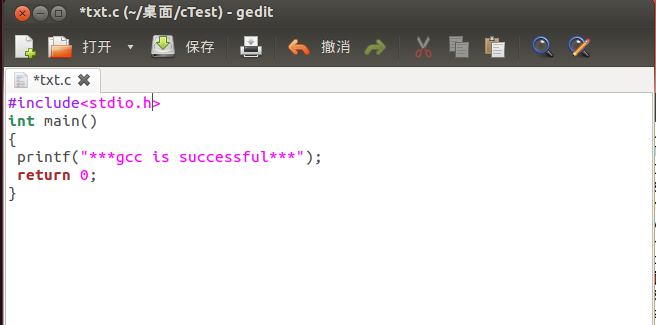 *txt.c (~/桌面/cTest) - gedit
打开 保存 撤消
*txt.c
#include<stdio.h>
int main()
{
 printf("***gcc is successful***");
 return 0;
}